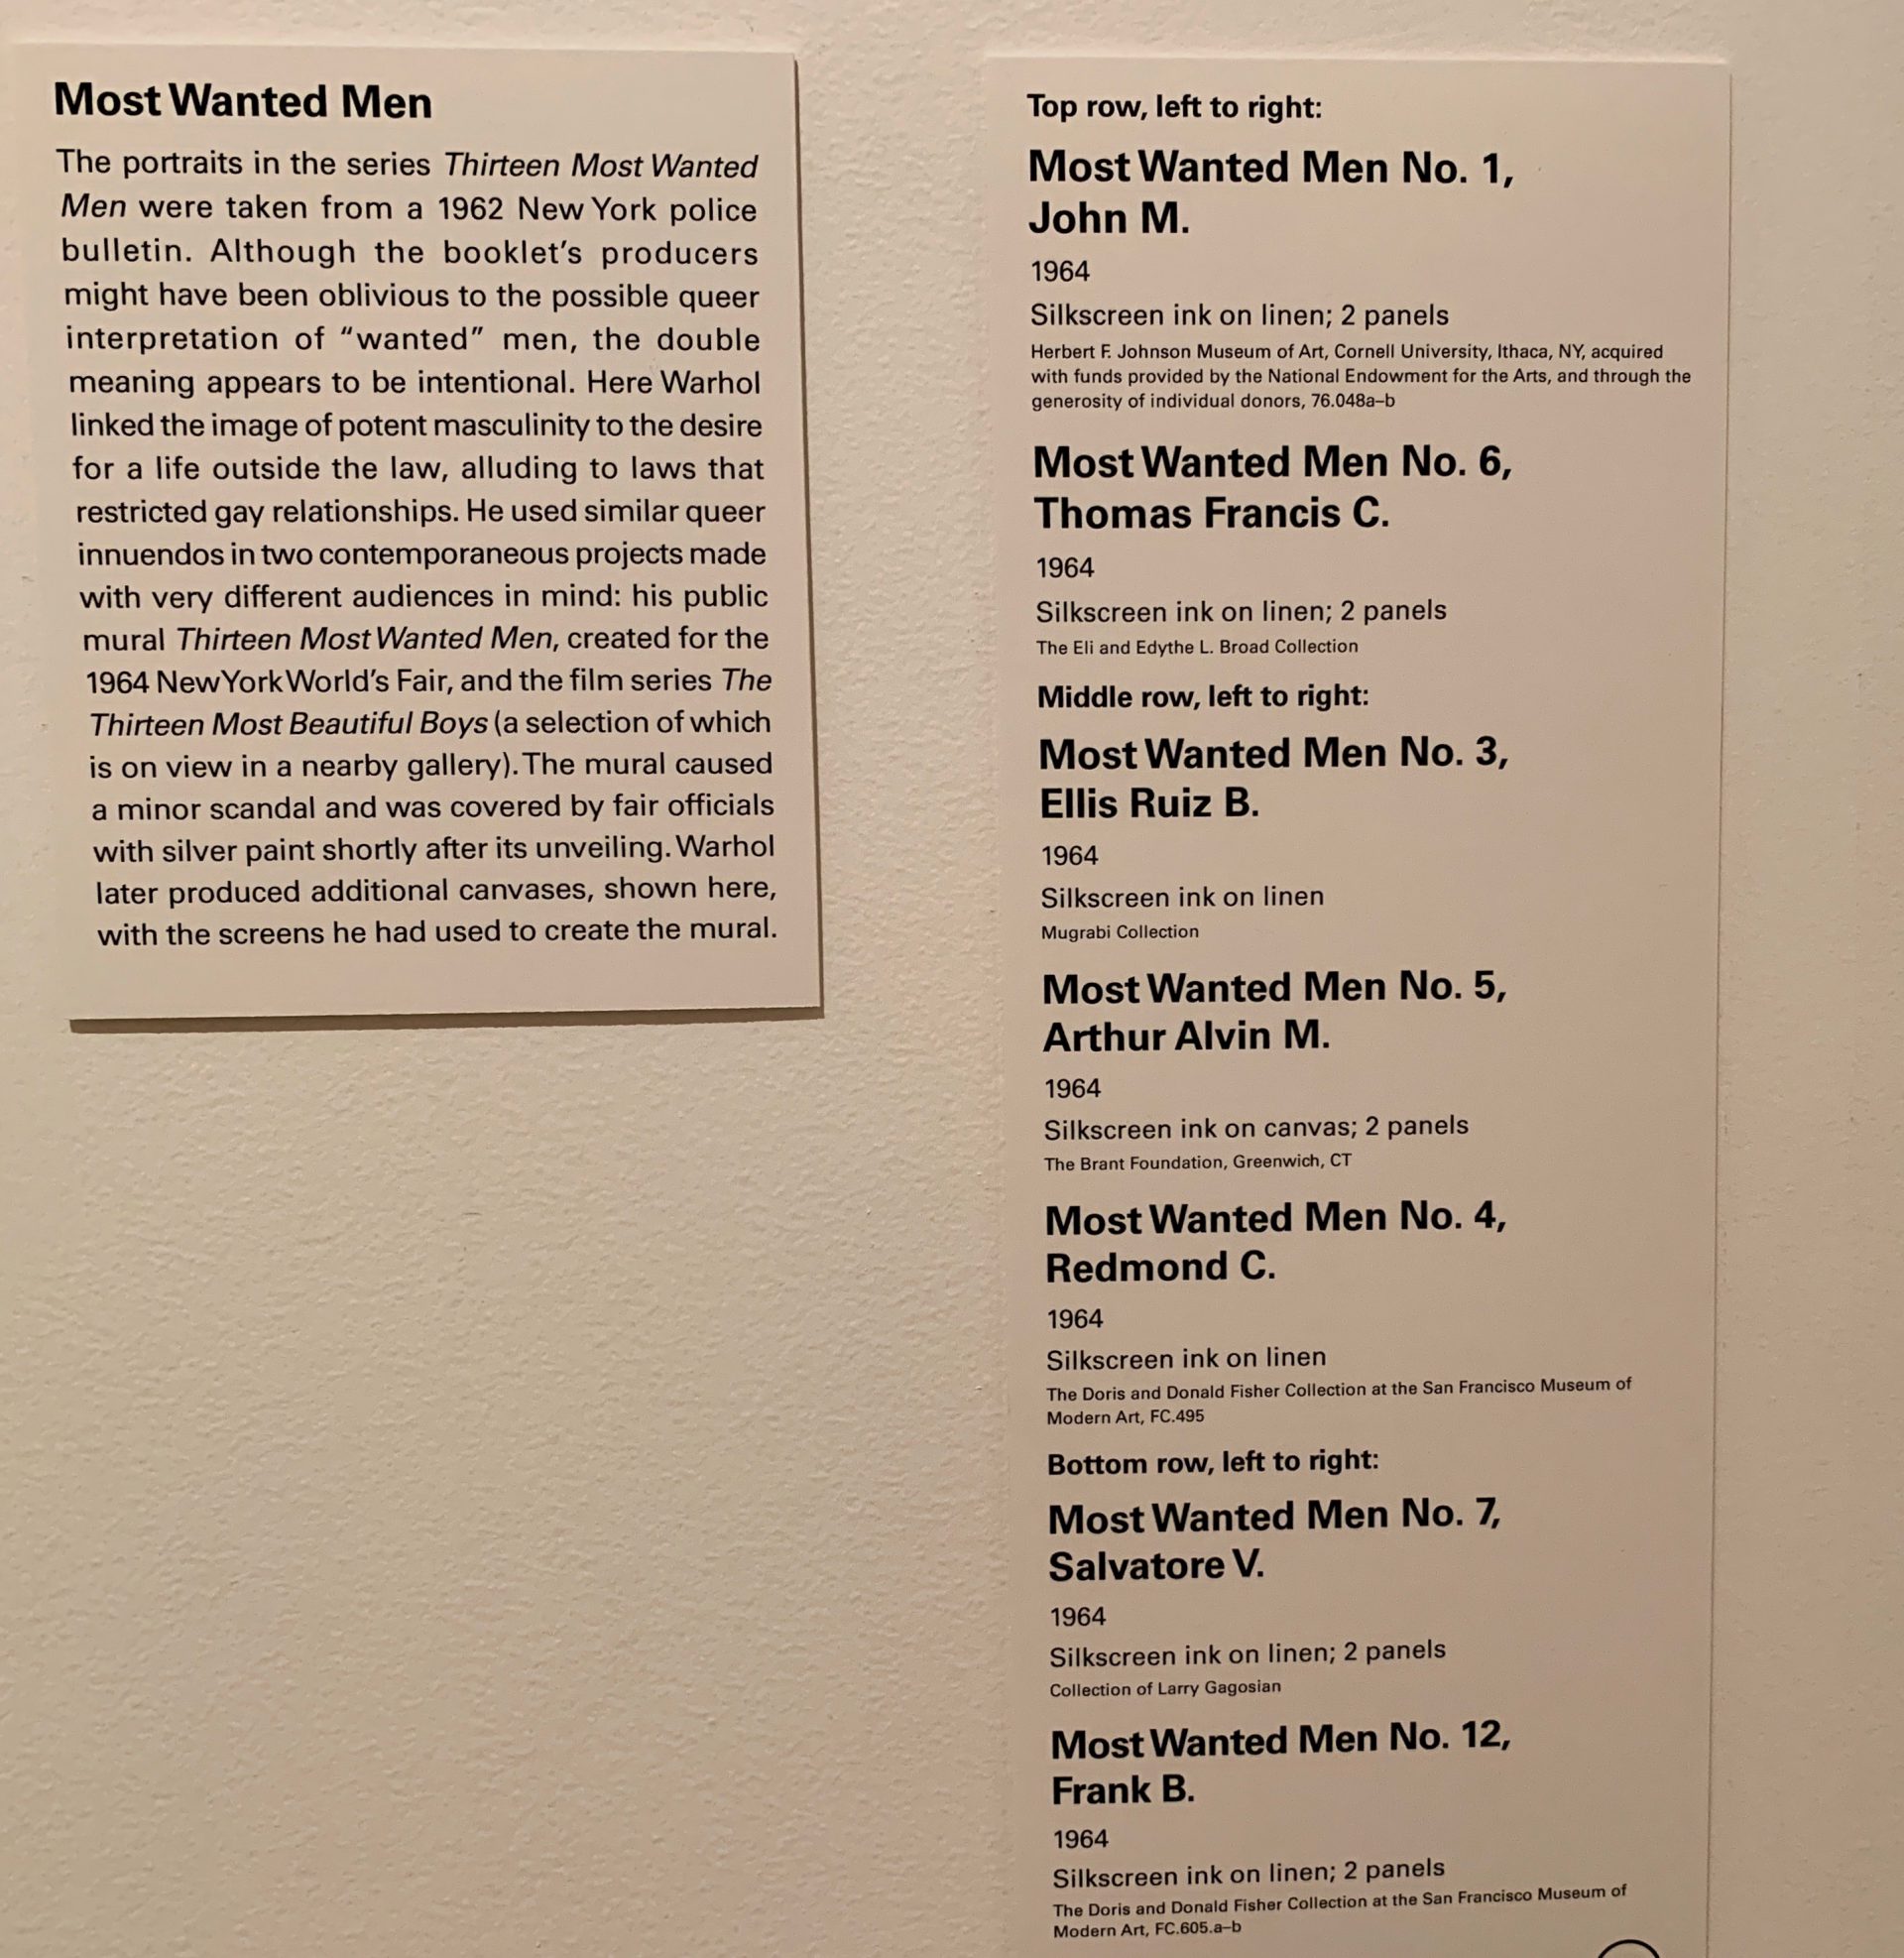 Most Wanted Men
The portraits in the series Thirteen Most Wanted
Men were taken from a 1962 New York police
bulletin. Although the booklet's producers
might have been oblivious to the possible queer
interpretation of “wanted” men, the double
meaning appears to be intentional. Here Warhol
linked the image of potent masculinity to the desire
for a life outside the law, alluding to laws that
restricted gay relationships. He used similar queer
innuendos in two contemporaneous projects made
with very different audiences in mind: his public
mural Thirteen Most Wanted Men, created for the
1964 New York World's Fair, and the film series The
Thirteen Most Beautiful Boys (a selection of which
is on view in a nearby gallery). The mural caused
a minor scandal and was covered by fair officials
with silver paint shortly after its unveiling. Warhol
later produced additional canvases, shown here,
with the screens he had used to create the mural.
Top row, left to right:
Most Wanted Men No. 1,
John M.
1964
Silkscreen ink on linen; 2 panels
Herbert F. Johnson Museum of Art, Cornell University, Ithaca, NY, acquired
with funds provided by the National Endowment for the Arts, and through the
generosity of individual donors, 76.048a–b
Most Wanted Men No. 6,
Thomas Francis C.
1964
Silkscreen ink on linen; 2 panels
The Eli and Edythe L. Broad Collection
Middle row, left to right:
Most Wanted Men No. 3,
Ellis Ruiz B.
1964
Silkscreen ink on linen
Mugrabi Collection
Most Wanted Men No. 5,
Arthur Alvin M.
1964
Silkscreen ink on canvas; 2 panels
The Brant Foundation, Greenwich, CT
Most Wanted Men No. 4,
Redmond C.
1964
Silkscreen ink on linen
The Doris and Donald Fisher Collection at the San Francisco Museum of
Modern Art, FC.495
Bottom row, left to right:
Most Wanted Men No. 7,
Salvatore V.
1964
Silkscreen ink on linen; 2 panels
Collection of Larry Gagosian
Most Wanted Men No. 12,
Frank B.
1964
Silkscreen ink on linen; 2 panels
The Doris and Donald Fisher Collection at the San Francisco Museum of
Modern Art, FC.605.a–b